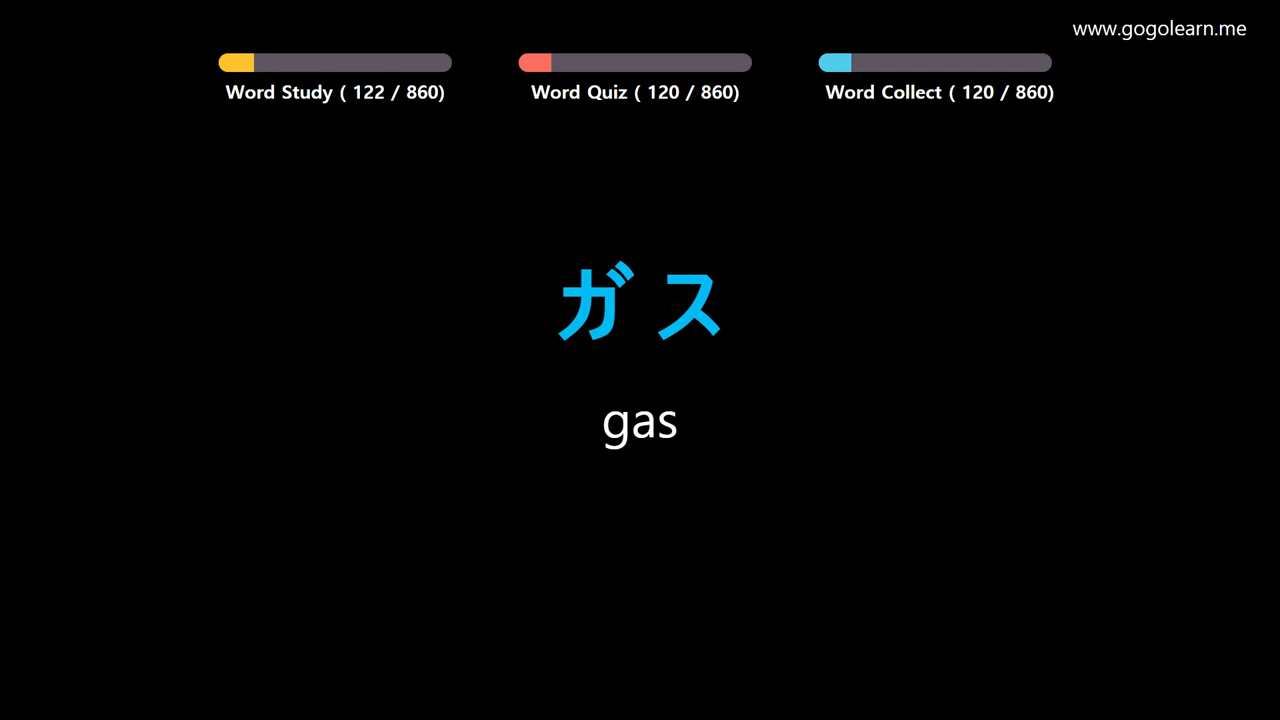 www.gogolearn.me
Word Study ( 122 / 860)
Word Quiz ( 120 / 860)
Word Collect ( 120 / 860)
ガス
gas